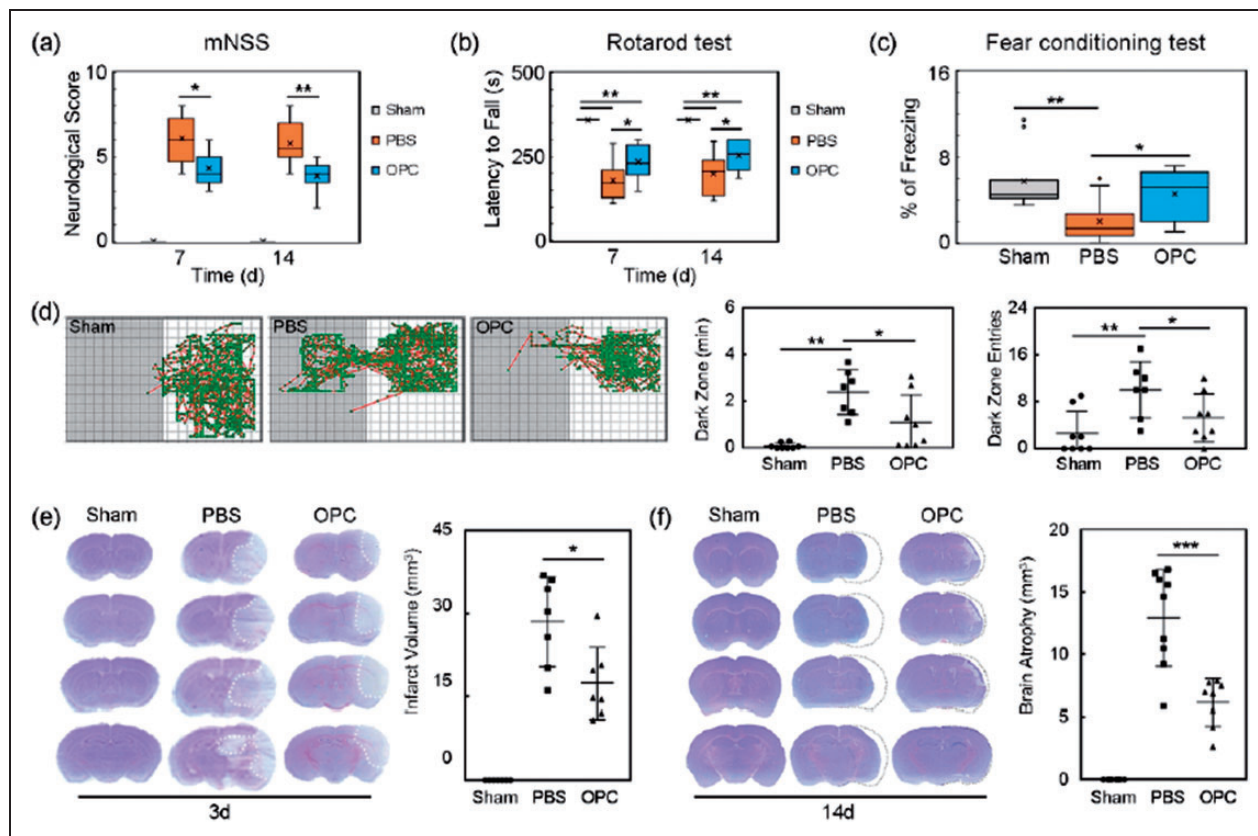 (a) mNSS
10
5
0
Neurological Score
* **
7 14
Time (d)
Sham
PBS
OPC
(b) Rotarod test
500
250
0
Latency to Fall (s)
** **
* *
7 14
Time (d)
Sham
PBS
OPC
(c) Fear conditioning test
16
8
0
% of Freezing
**
*
Sham PBS OPC
(d)
Sham PBS OPC
6
4
2
0
Dark Zone (min)
** *
Sham PBS OPC
24
16
8
0
Dark Zone Entries
** *
Sham PBS OPC
(e)
Sham PBS OPC
3d
45
30
15
0
Infarct Volume (mm³)
*
Sham PBS OPC
(f)
Sham PBS OPC
14d
20
15
10
5
0
Brain Atrophy (mm³)
***
Sham PBS OPC